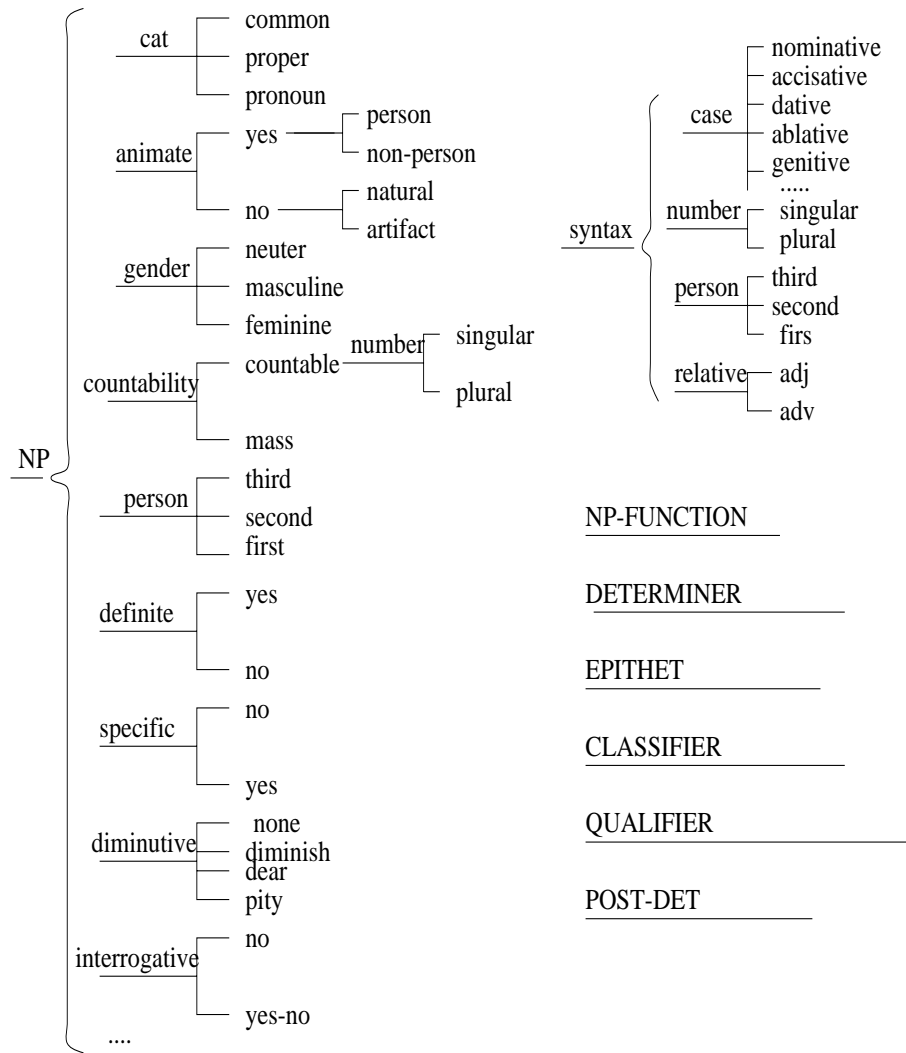 common
cat
proper
pronoun
yes
person
animate
non-person
no
natural
artifact
neuter
gender
masculine
feminine
countable
number
singular
countability
plural
mass
NP
third
person
second
first
yes
definite
no
no
specific
yes
none
diminutive
diminish
dear
pity
no
interrogative
yes-no
....
nominative
accisative
case
dative
ablative
genitive
.....
number
singular
plural
syntax
third
person
second
firs
relative
adj
adv
NP-FUNCTION
DETERMINER
EPITHET
CLASSIFIER
QUALIFIER
POST-DET